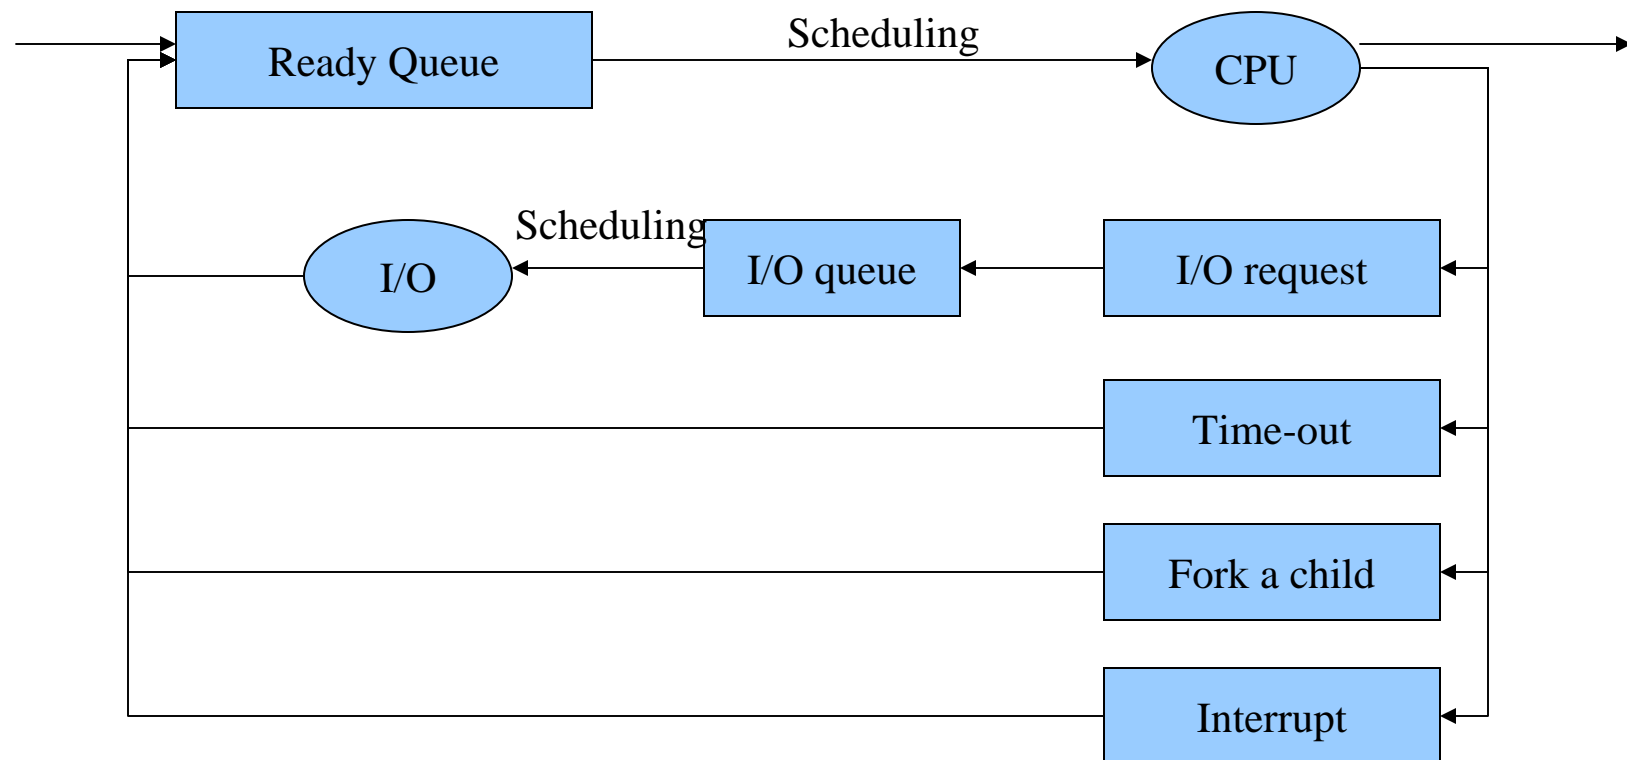 Ready Queue
Scheduling
CPU
Scheduling
I/O
I/O queue
I/O request
Time-out
Fork a child
Interrupt